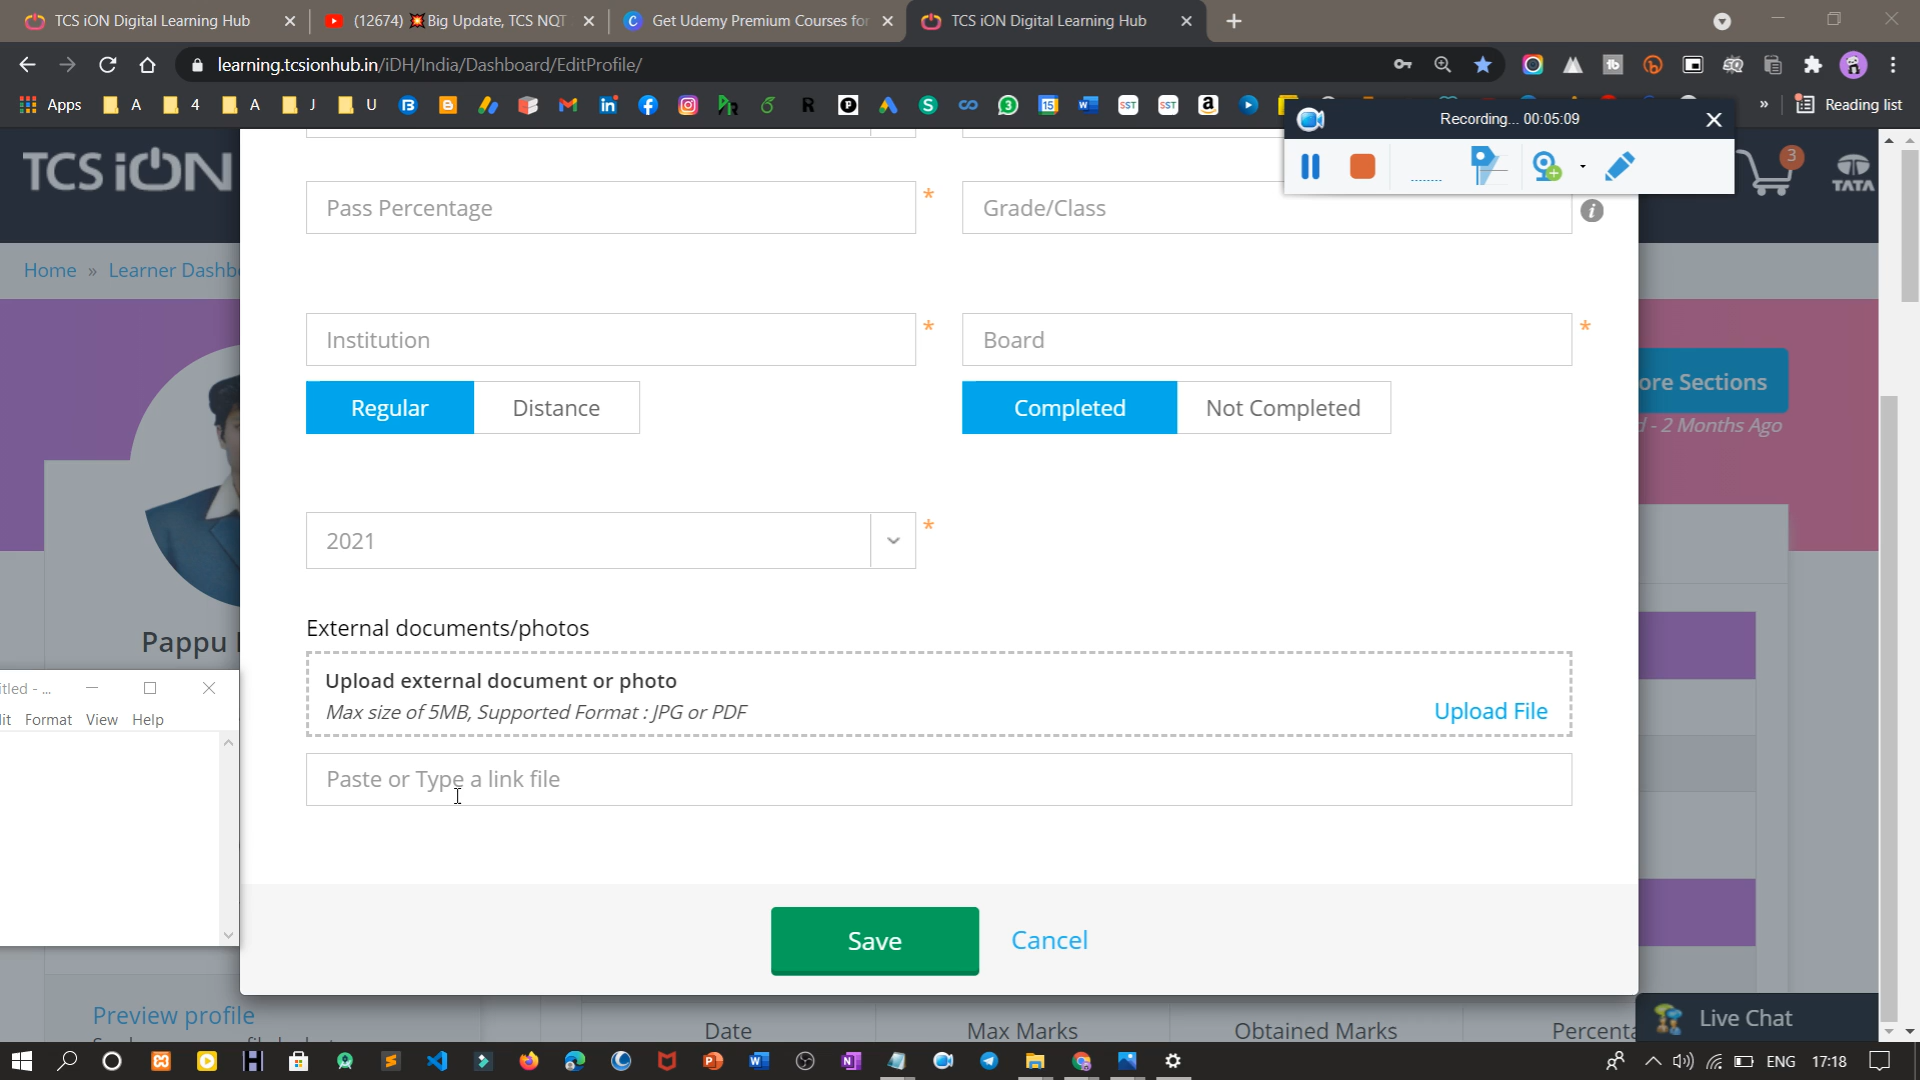 TCS iON Digital Learning Hub
(12674) 💥Big Update, TCS NQT
Get Udemy Premium Courses for
TCS iON Digital Learning Hub
learning.tcsionhub.in/iDH/India/Dashboard/EditProfile/
Apps
A
4
A
J
U
Reading list
Recording... 00:05:09
TCS iON
3
TATA
Pass Percentage
*
Grade/Class
Home » Learner Dashb
Institution
*
Board
*
Regular
Distance
Completed
Not Completed
ore Sections
- 2 Months Ago
2021
*
External documents/photos
Upload external document or photo
Max size of 5MB, Supported Format : JPG or PDF
Upload File
Paste or Type a link file
Pappu
itled - ...
it Format View Help
Save
Cancel
Preview profile
Date
Max Marks
Obtained Marks
Percenta
Live Chat
ENG
17:18